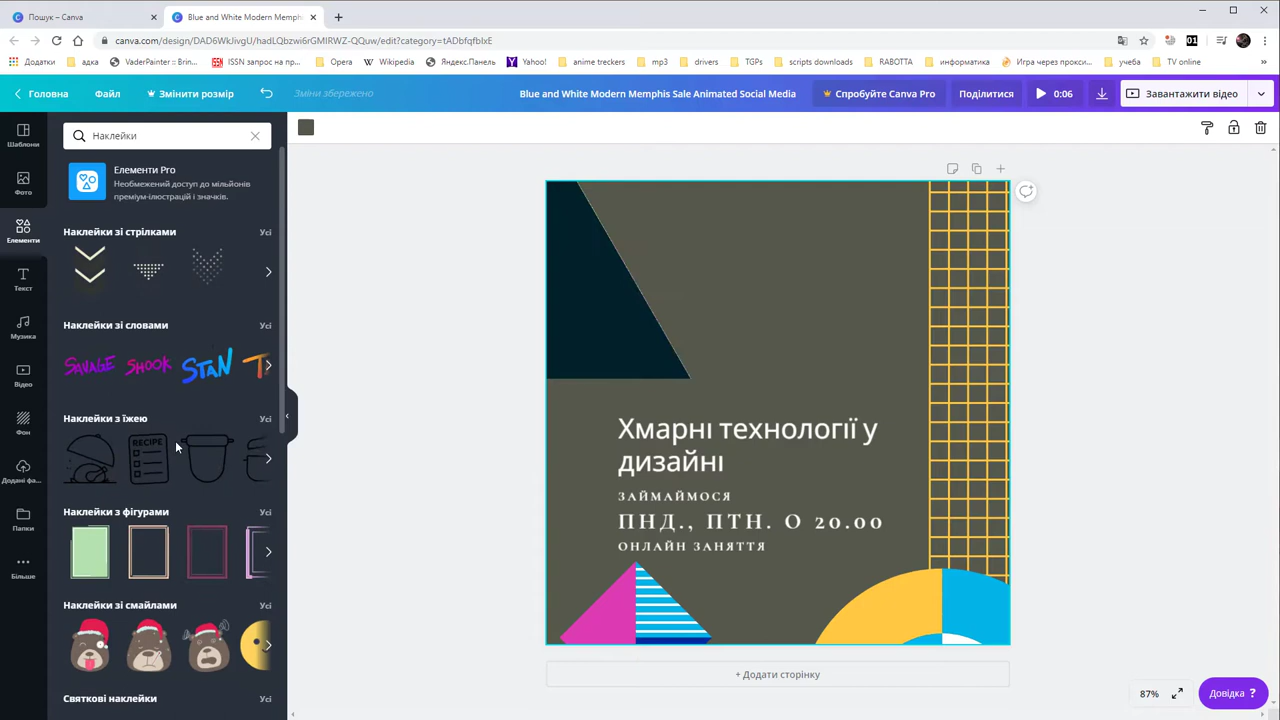 Пошук – Canva
Blue and White Modern Memph
canva.com/design/DAD6WkJivgU/hadLQbzwi6rGMIRWZ-QQuw/edit?category=tADbfqfbIxE
Додатки
адка
VaderPainter :: Brin
ISSN запрос на пр
Opera
Wikipedia
Яндекс.Панель
Yahoo!
anime treckers
mp3
drivers
TGPs
scripts downloads
RABOTTA
информатика
Игра через прокси
учеба
TV online
Головна
Файл
Змінити розмір
Зміни збережено
Blue and White Modern Memphis Sale Animated Social Media
Спробуйте Canva Pro
Поділитися
0:06
Завантажити відео
Шаблони
Фото
Елементи
Текст
Музика
Відео
Фон
Додані фа...
Папки
Більше
Наклейки
Елементи Pro
Необмежений доступ до мільйонів
преміум-ілюстрацій і значків.
Наклейки зі стрілками
Усі
Наклейки зі словами
Усі
SAVAGE SHOOK STAN T
Наклейки з їжею
Усі
RECIPE
Наклейки з фігурами
Усі
Наклейки зі смайлами
Усі
Святкові наклейки
Усі
Хмарні технології у
дизайні
ЗАЙМАЙМОСЯ
ПНД., ПТН. О 20.00
ОНЛАЙН ЗАНЯТТЯ
+ Додати сторінку
87%
Довідка ?